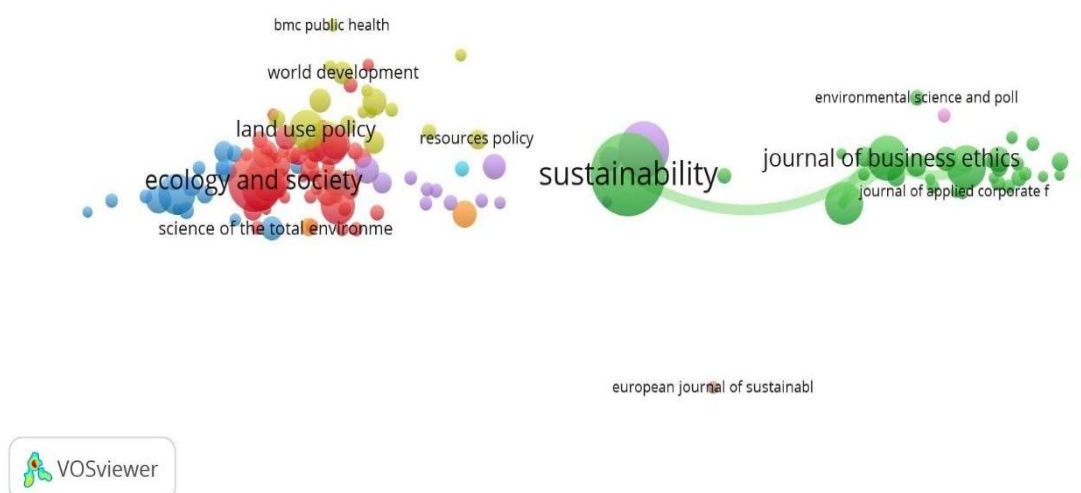 bmc public health
world development
environmental science and poll
land use policy
resources policy
journal of business ethics
ecology and society
sustainability
journal of applied corporate f
science of the total environme
european journal of sustainabl
VOSviewer